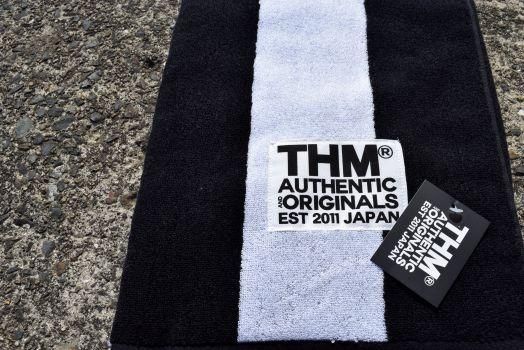 THM®
AUTHENTIC
AND ORIGINALS
EST 2011 JAPAN
THM®
AUTHENTIC
AND ORIGINALS
EST 2011 JAPAN